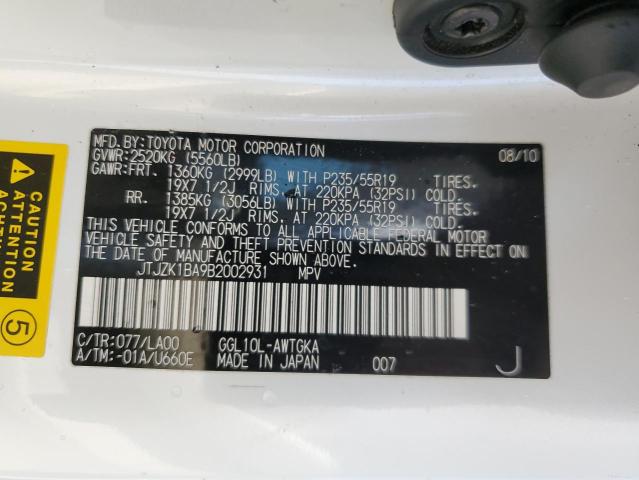 CAUTION
ATTENTION
ACHTUNG
5
MFD.BY:TOYOTA MOTOR CORPORATION 08/10
GVWR:2520KG (5560LB)
GAWR:FRT. 1360KG (2999LB) WITH P235/55R19 TIRES.
19X7 1/2J RIMS. AT 220KPA (32PSI) COLD.
RR. 1385KG (3056LB) WITH P235/55R19 TIRES.
19X7 1/2J RIMS. AT 220KPA (32PSI) COLD.
THIS VEHICLE CONFORMS TO ALL APPLICABLE FEDERAL MOTOR
VEHICLE SAFETY AND THEFT PREVENTION STANDARDS IN EFFECT ON
THE DATE OF MANUFACTURE SHOWN ABOVE.
JTJZK1BA9B2002931 MPV
C/TR:077/LA00 GGL10L-AWTGKA
A/TM:-01A/U660E MADE IN JAPAN 007 J